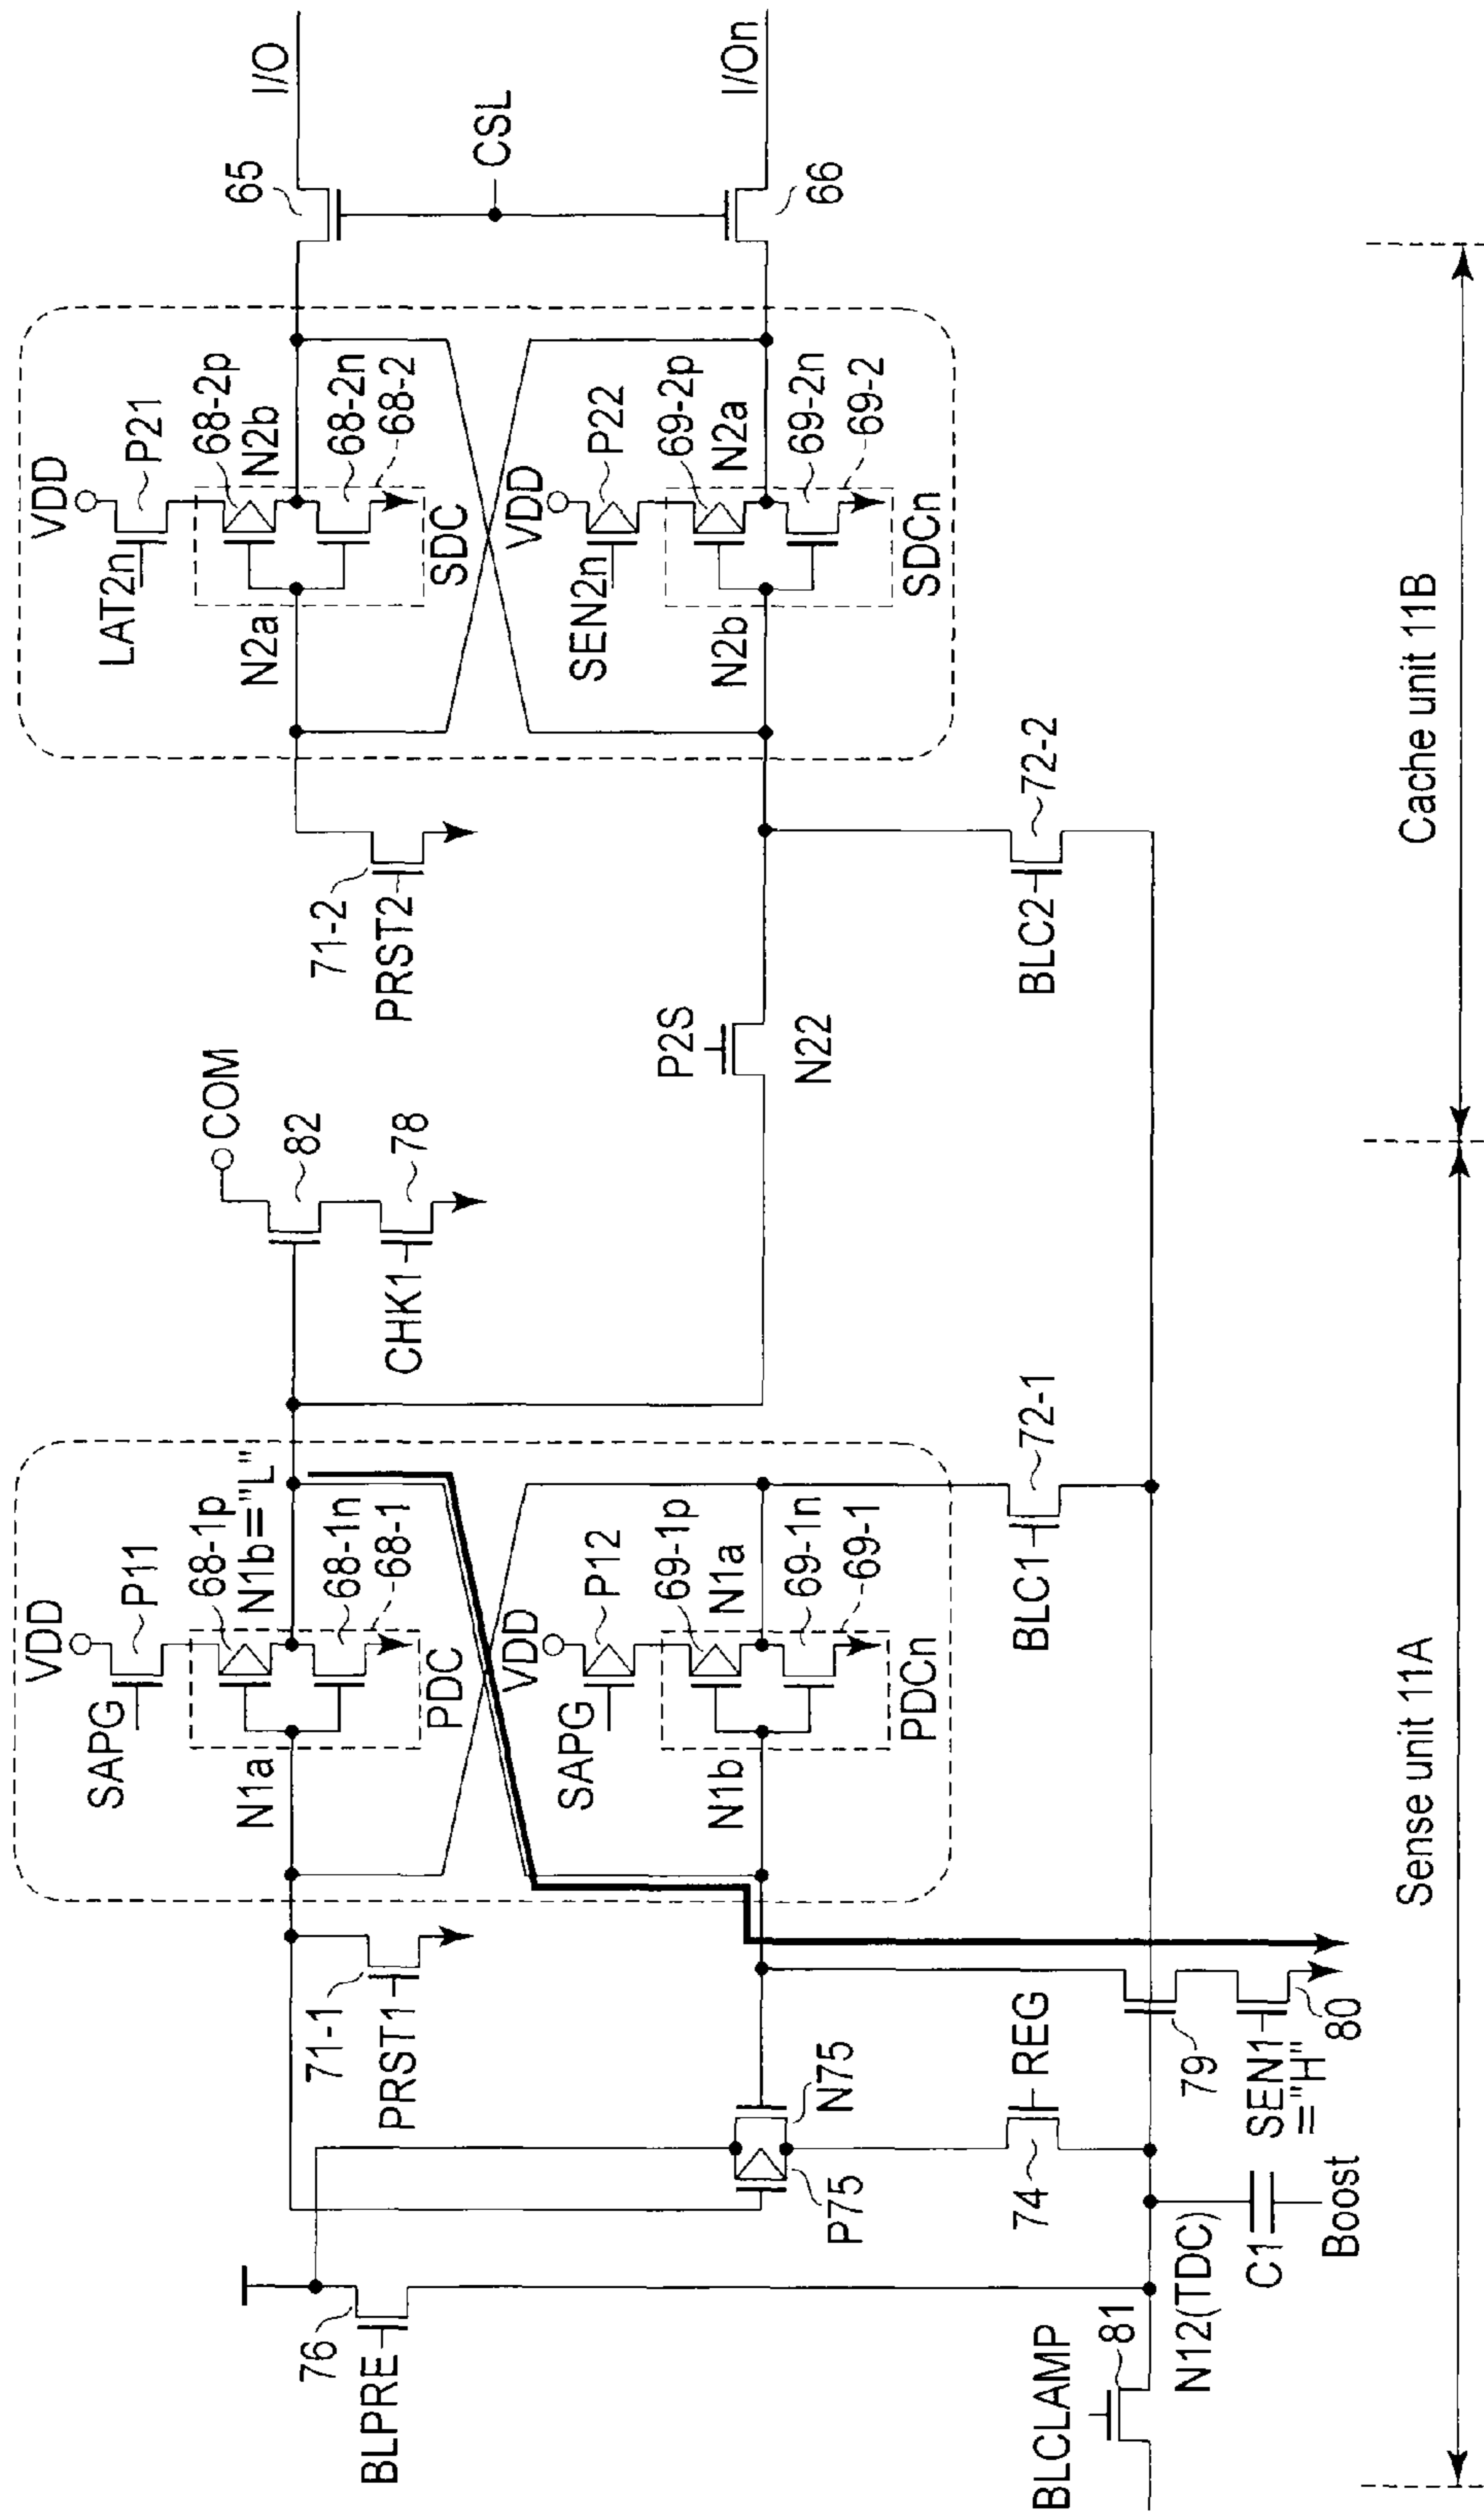 VDD
P11
SAPG
68-1p
N1b="L"
N1a
68-1n
68-1
PDC
VDD
P12
SAPG
69-1p
N1a
N1b
69-1n
69-1
PDCn
71-1
PRST1
76
BLPRE
N75
P75
REG
74
BLCLAMP
81
N12(TDC)
C1
Boost
79
SEN1
="H"
80
BLC1
72-1
COM
82
78
CHK1
P2S
N22
71-2
PRST2
BLC2
72-2
VDD
P21
LAT2n
68-2p
N2b
N2a
68-2n
68-2
SDC
VDD
P22
SEN2n
69-2p
N2a
N2b
69-2n
69-2
SDCn
65
I/O
CSL
66
I/On
Sense unit 11A
Cache unit 11B